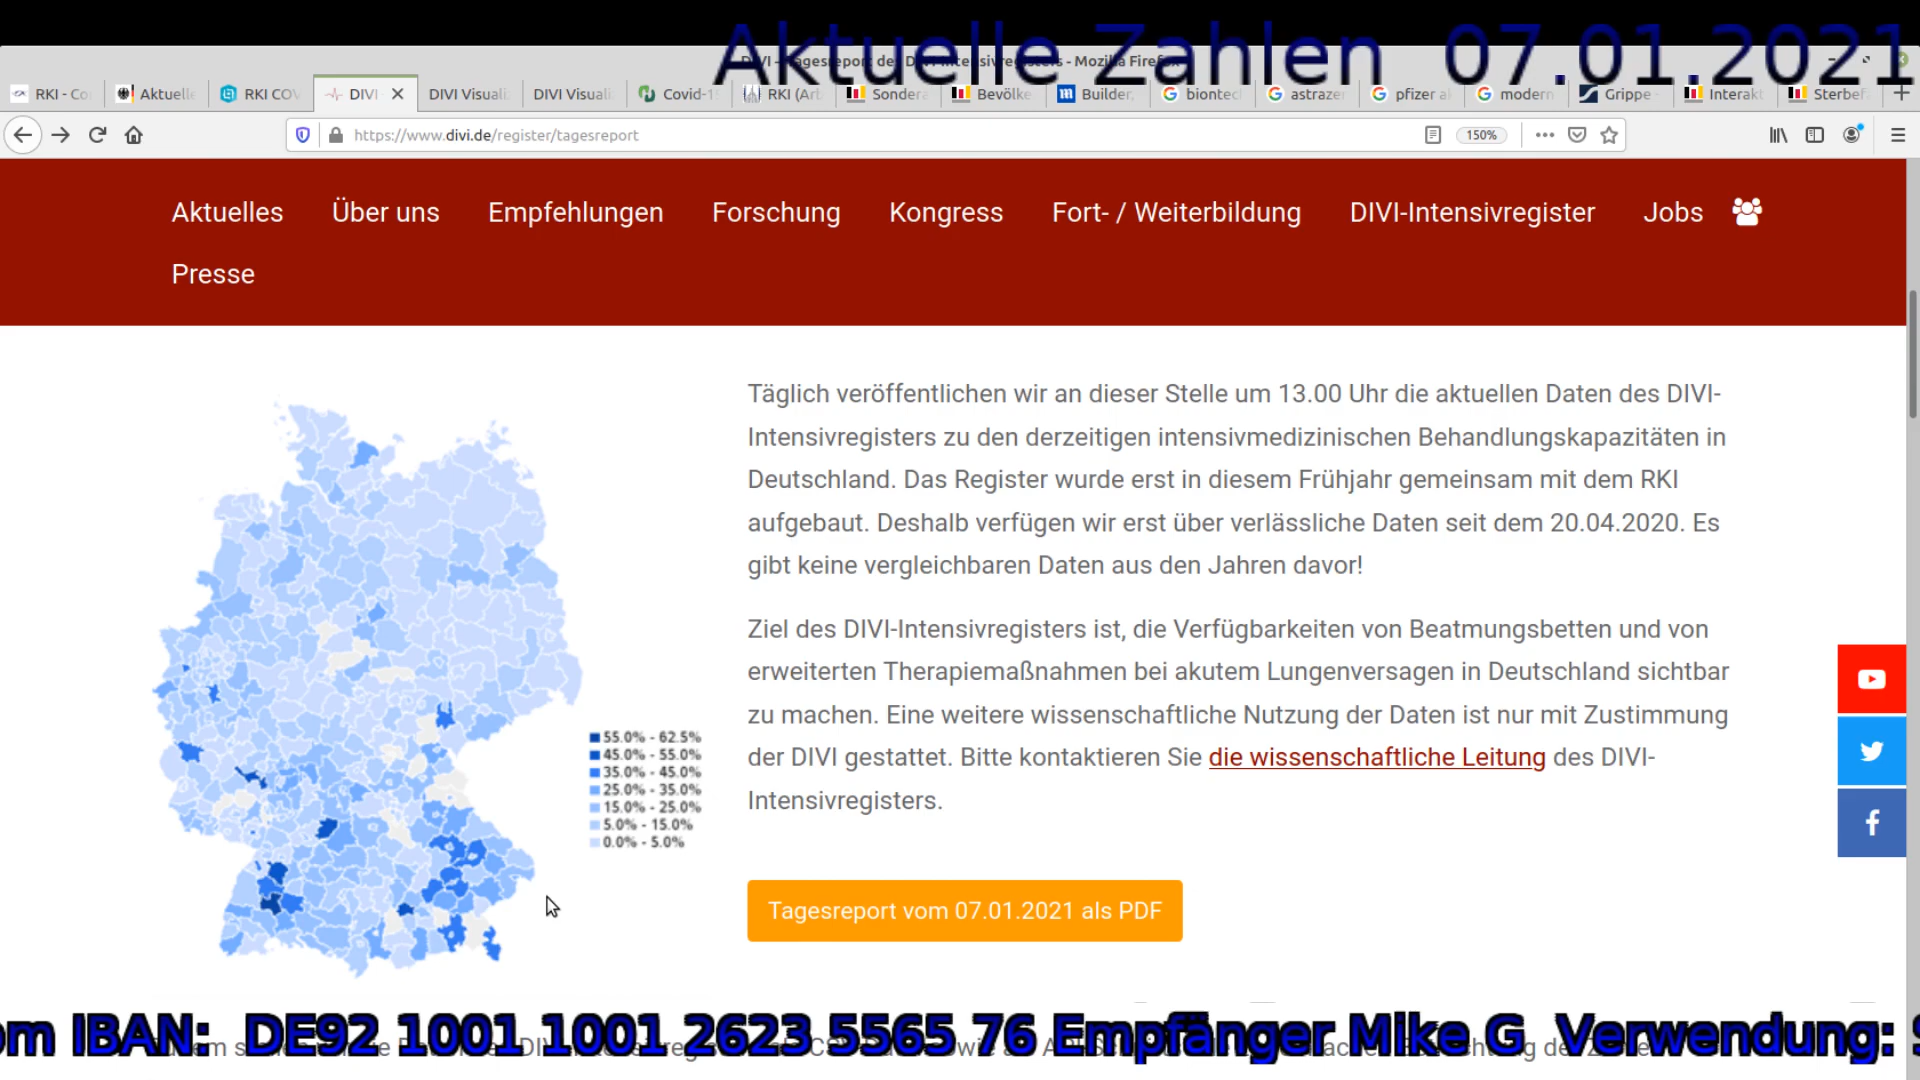 Aktuelle Zahlen 07.01.2021
RKI - Co
Aktuelle
RKI COV
DIVI
DIVI Visuali
DIVI Visuali
Covid-1
RKI (Art
Sondera
Bevölke
Builder.
biontec
astrazen
pfizer a
modern
Grippe
Interakt
Sterbef
https://www.divi.de/register/tagesreport
150%
Aktuelles Über uns Empfehlungen Forschung Kongress Fort- / Weiterbildung DIVI-Intensivregister Jobs
Presse
Täglich veröffentlichen wir an dieser Stelle um 13.00 Uhr die aktuellen Daten des DIVI-
Intensivregisters zu den derzeitigen intensivmedizinischen Behandlungskapazitäten in
Deutschland. Das Register wurde erst in diesem Frühjahr gemeinsam mit dem RKI
aufgebaut. Deshalb verfügen wir erst über verlässliche Daten seit dem 20.04.2020. Es
gibt keine vergleichbaren Daten aus den Jahren davor!
Ziel des DIVI-Intensivregisters ist, die Verfügbarkeiten von Beatmungsbetten und von
erweiterten Therapiemaßnahmen bei akutem Lungenversagen in Deutschland sichtbar
zu machen. Eine weitere wissenschaftliche Nutzung der Daten ist nur mit Zustimmung
der DIVI gestattet. Bitte kontaktieren Sie die wissenschaftliche Leitung des DIVI-
Intensivregisters.
55.0% - 62.5%
45.0% - 55.0%
35.0% - 45.0%
25.0% - 35.0%
15.0% - 25.0%
5.0% - 15.0%
0.0% - 5.0%
Tagesreport vom 07.01.2021 als PDF
om IBAN: DE92 1001 1001 2623 5565 76 Empfänger Mike G Verwendung: S